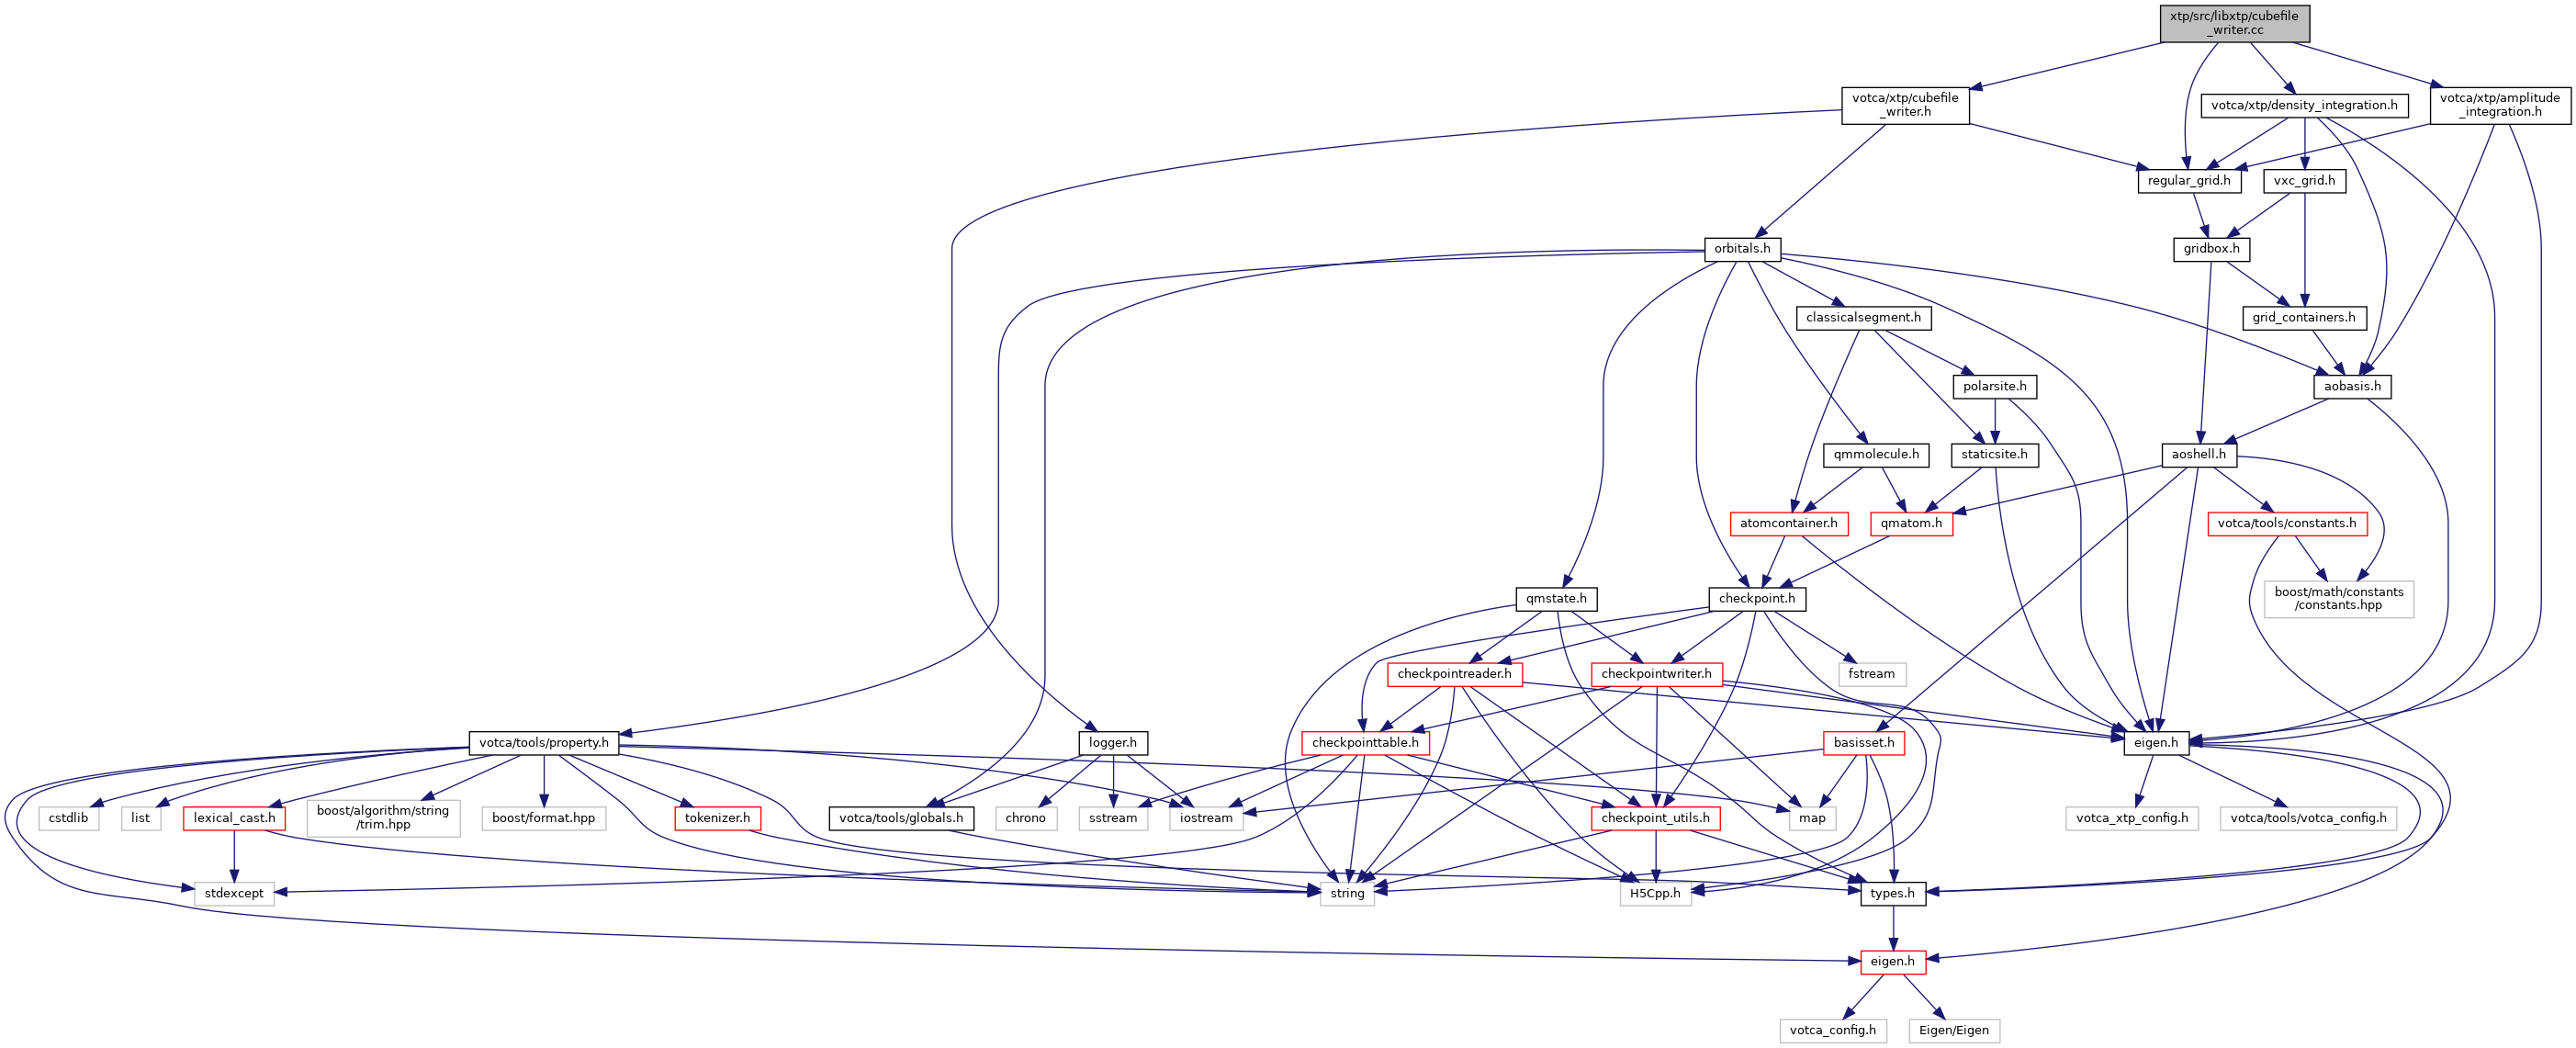 xtp/src/libxtp/cubefile
_writer.cc
votca/xtp/cubefile
_writer.h
votca/xtp/density_integration.h
votca/xtp/amplitude
_integration.h
regular_grid.h
vxc_grid.h
orbitals.h
gridbox.h
classicalsegment.h
grid_containers.h
polarsite.h
aobasis.h
qmmolecule.h
staticsite.h
aoshell.h
atomcontainer.h
qmatom.h
votca/tools/constants.h
qmstate.h
checkpoint.h
boost/math/constants
/constants.hpp
checkpointreader.h
checkpointwriter.h
fstream
votca/tools/property.h
logger.h
checkpointtable.h
basisset.h
eigen.h
cstdlib
list
lexical_cast.h
boost/algorithm/string
/trim.hpp
boost/format.hpp
tokenizer.h
votca/tools/globals.h
chrono
sstream
iostream
checkpoint_utils.h
map
votca_xtp_config.h
votca/tools/votca_config.h
stdexcept
string
H5Cpp.h
types.h
eigen.h
votca_config.h
Eigen/Eigen